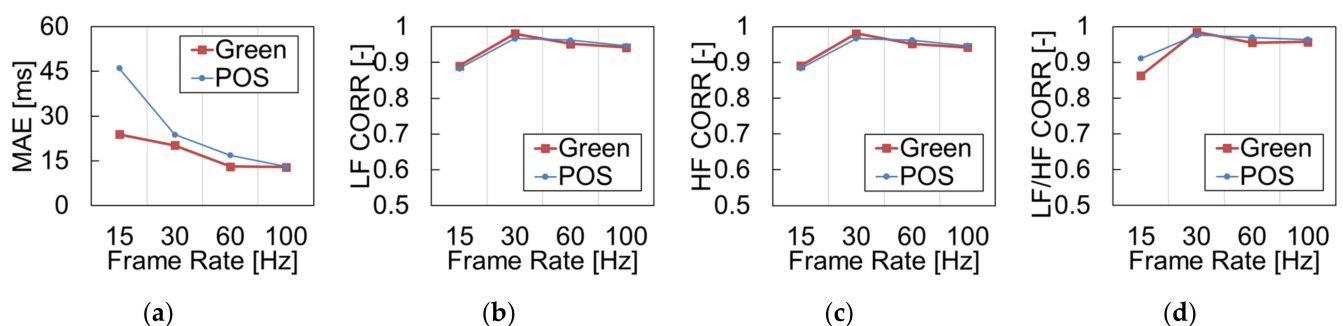 MAE [ms]
60
45
30
15
0
Green
POS
15 30 60 100
Frame Rate [Hz]
(a)
LF CORR [-]
1
0.9
0.8
0.7
0.6
0.5
Green
POS
15 30 60 100
Frame Rate [Hz]
(b)
HF CORR [-]
1
0.9
0.8
0.7
0.6
0.5
Green
POS
15 30 60 100
Frame Rate [Hz]
(c)
LF/HF CORR [-]
1
0.9
0.8
0.7
0.6
0.5
Green
POS
15 30 60 100
Frame Rate [Hz]
(d)